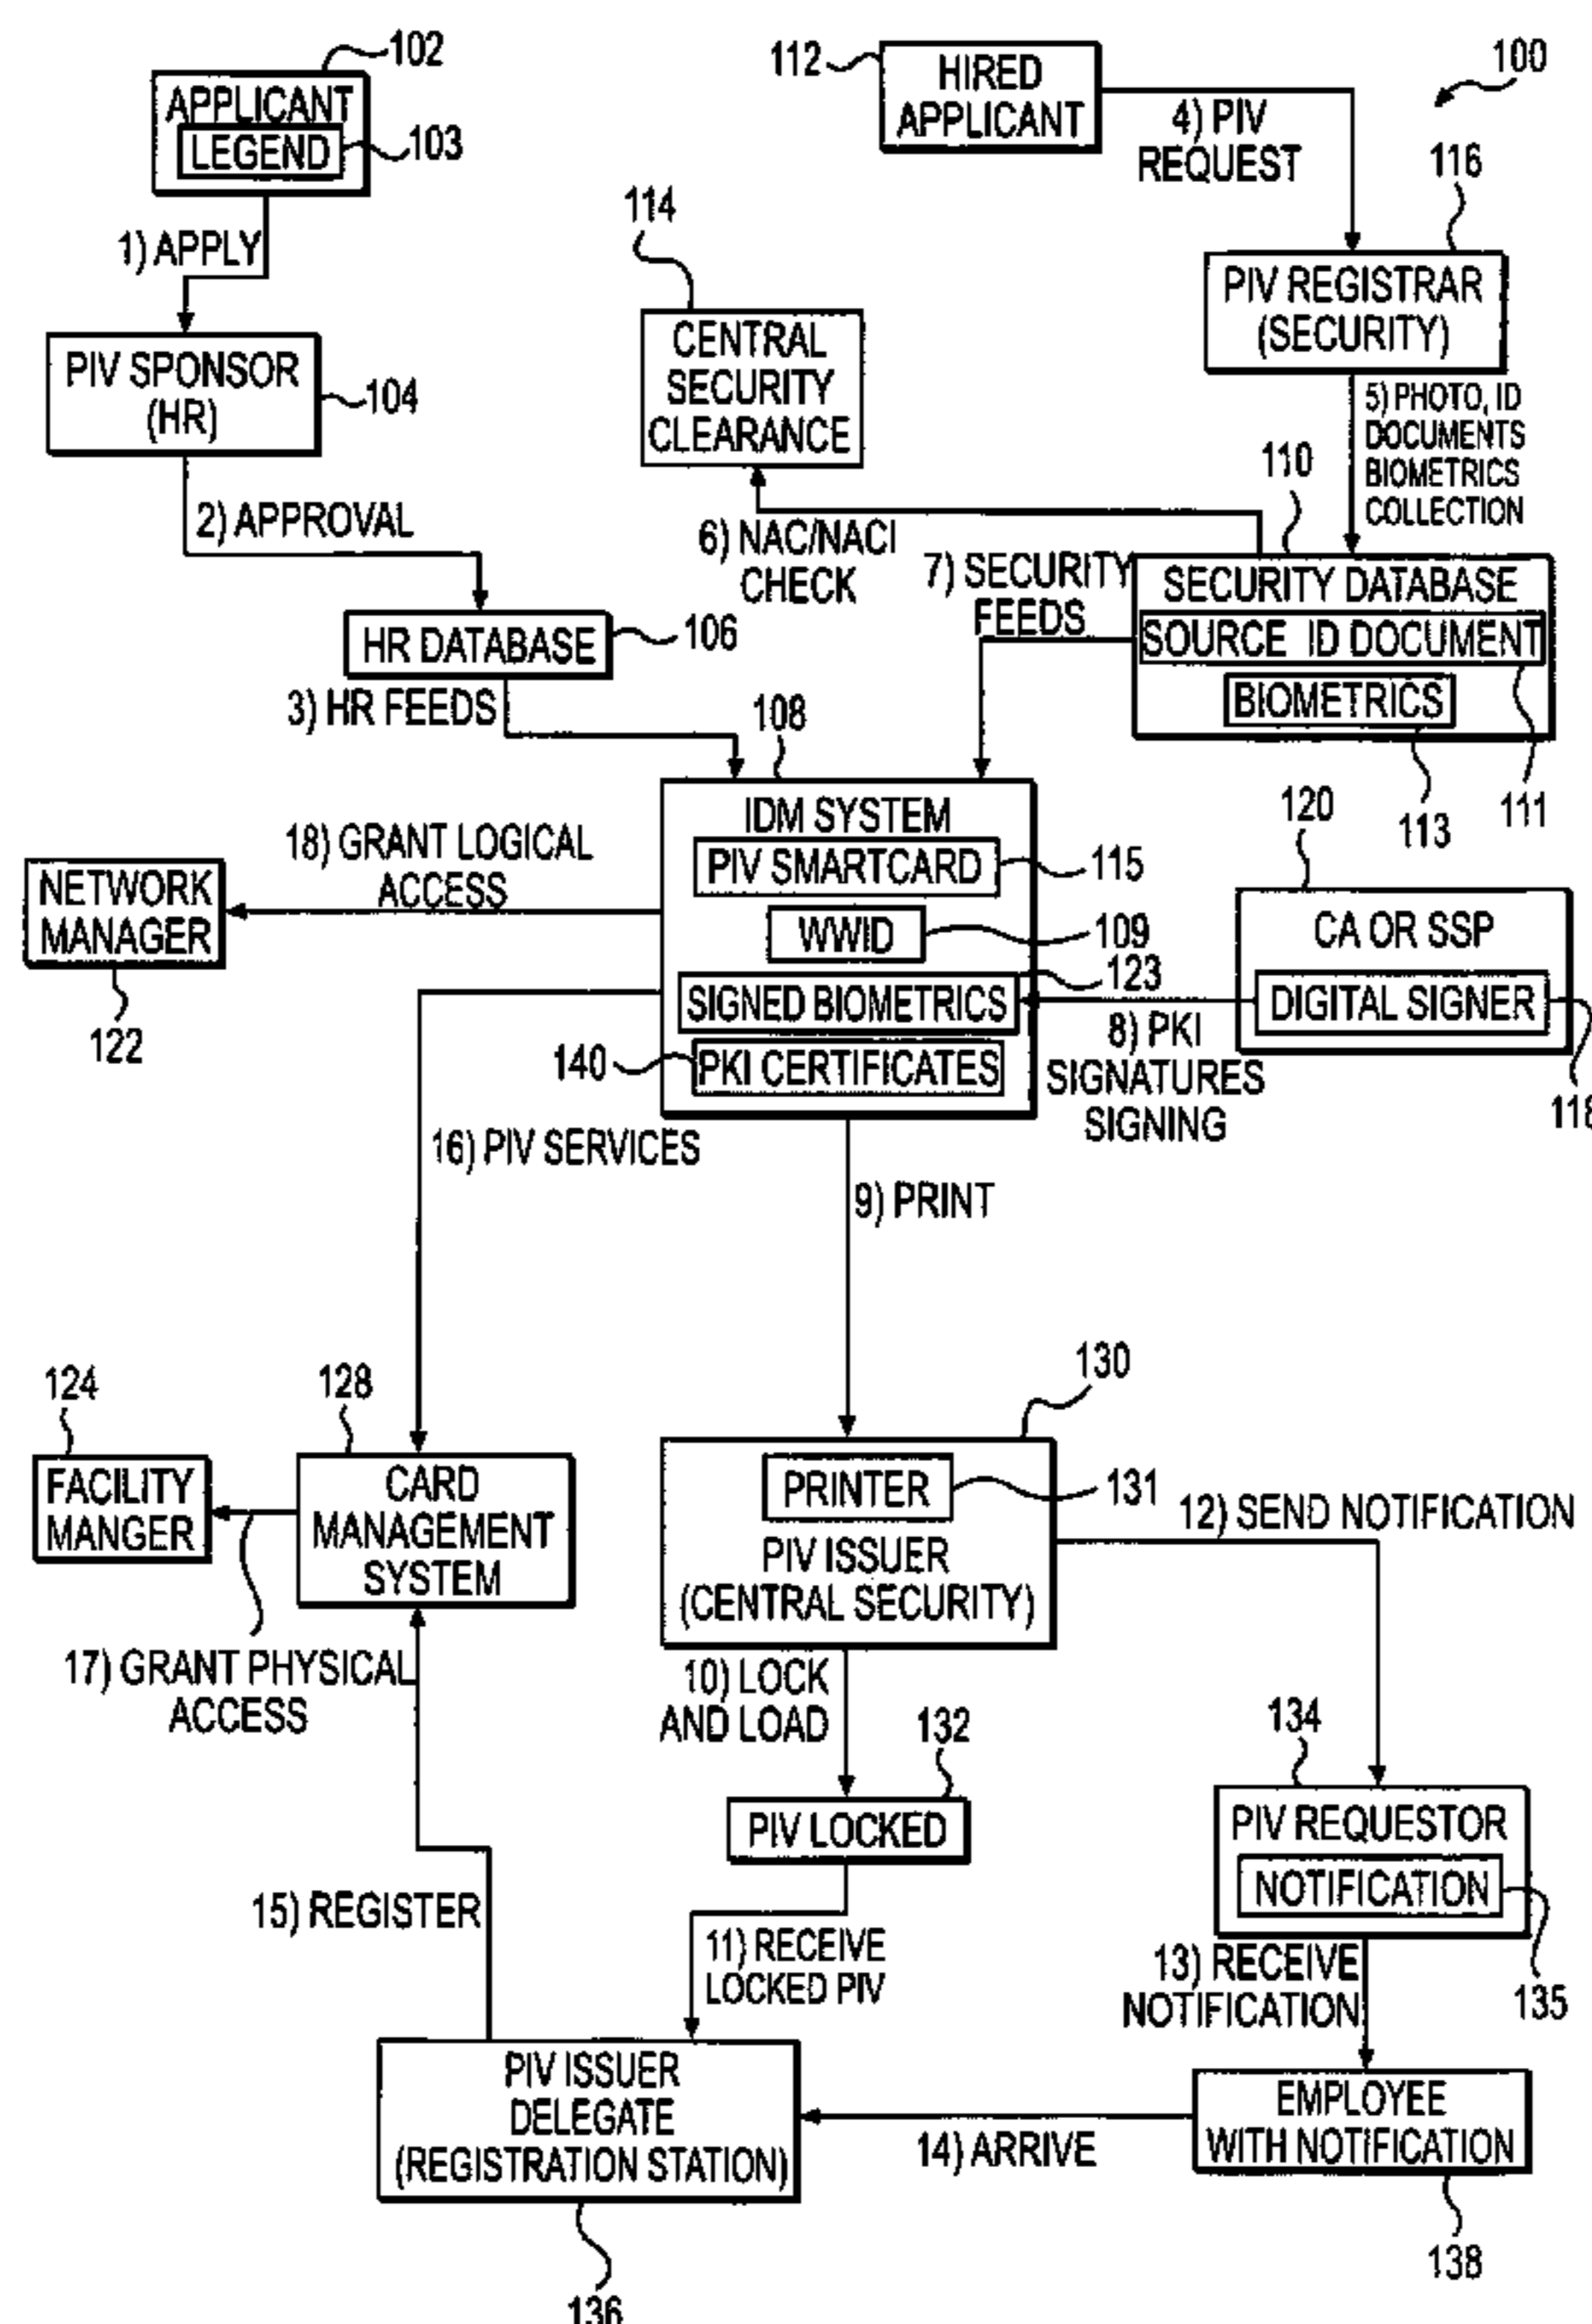 102
APPLICANT
LEGEND
103
1) APPLY
PIV SPONSOR
(HR)
104
2) APPROVAL
HR DATABASE
106
3) HR FEEDS
112
HIRED
APPLICANT
100
4) PIV
REQUEST
116
PIV REGISTRAR
(SECURITY)
114
CENTRAL
SECURITY
CLEARANCE
5) PHOTO, ID
DOCUMENTS
BIOMETRICS
COLLECTION
110
6) NAC/NACI
CHECK
7) SECURITY
FEEDS
SECURITY DATABASE
SOURCE ID DOCUMENT
BIOMETRICS
113
111
108
IDM SYSTEM
PIV SMARTCARD
115
WWID
109
SIGNED BIOMETRICS
123
PKI CERTIFICATES
140
18) GRANT LOGICAL
ACCESS
NETWORK
MANAGER
122
120
CA OR SSP
DIGITAL SIGNER
118
8) PKI
SIGNATURES
SIGNING
16) PIV SERVICES
9) PRINT
124
FACILITY
MANGER
128
CARD
MANAGEMENT
SYSTEM
17) GRANT PHYSICAL
ACCESS
130
PRINTER
131
PIV ISSUER
(CENTRAL SECURITY)
12) SEND NOTIFICATION
10) LOCK
AND LOAD
132
PIV LOCKED
134
PIV REQUESTOR
NOTIFICATION
135
15) REGISTER
11) RECEIVE
LOCKED PIV
13) RECEIVE
NOTIFICATION
PIV ISSUER
DELEGATE
(REGISTRATION STATION)
136
14) ARRIVE
EMPLOYEE
WITH NOTIFICATION
138